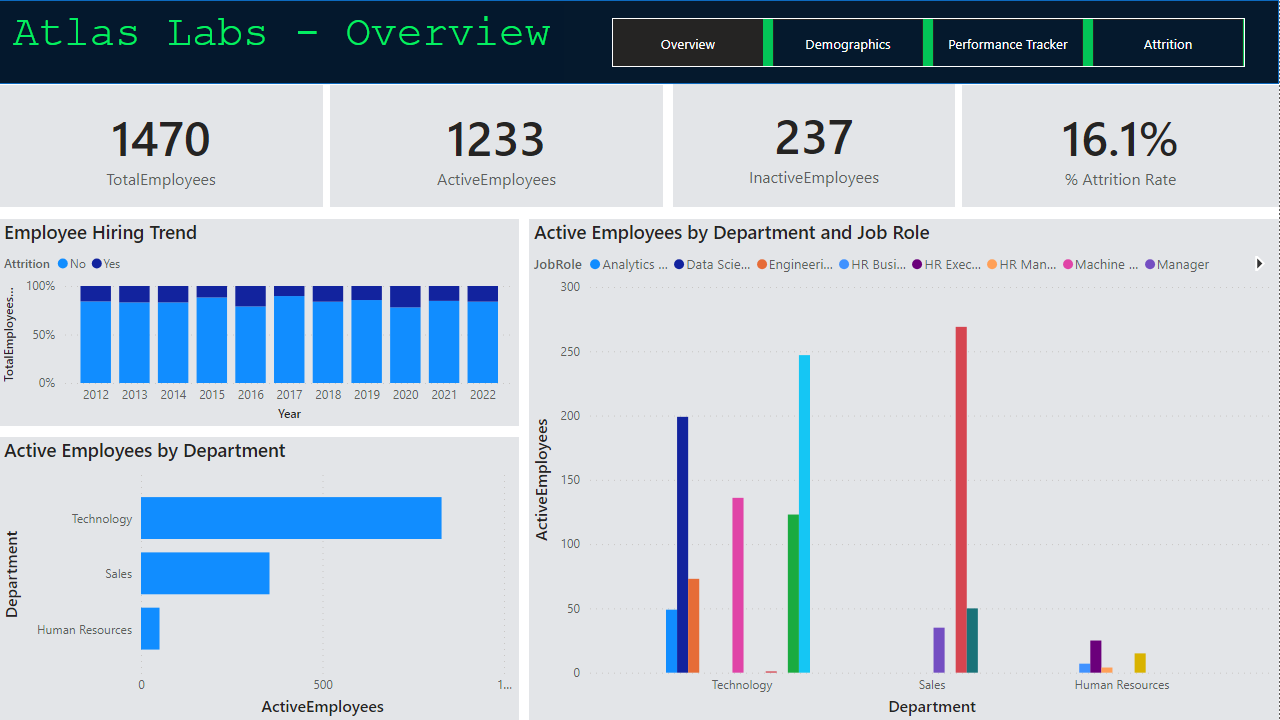 Atlas Labs - Overview
Overview
Demographics
Performance Tracker
Attrition
1470
TotalEmployees
1233
ActiveEmployees
237
InactiveEmployees
16.1%
% Attrition Rate
Employee Hiring Trend
Attrition No Yes
TotalEmployees...
100%
50%
0%
2012 2013 2014 2015 2016 2017 2018 2019 2020 2021 2022
Year
Active Employees by Department
Department
Technology
Sales
Human Resources
0 500 1...
ActiveEmployees
Active Employees by Department and Job Role
JobRole Analytics ... Data Scie... Engineeri... HR Busi... HR Exec... HR Man... Machine ... Manager
ActiveEmployees
300
250
200
150
100
50
0
Technology Sales Human Resources
Department